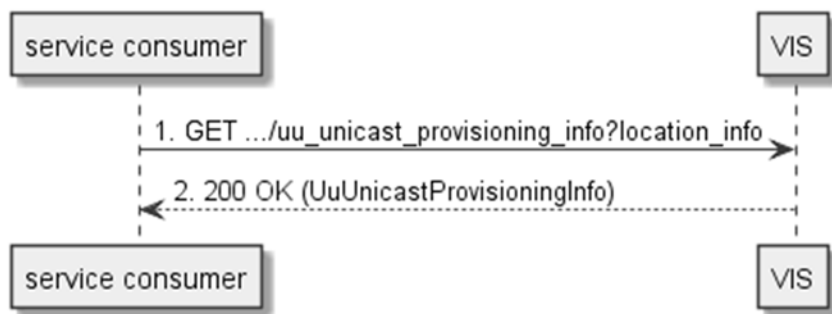 service consumer VIS
1. GET .../uu_unicast_provisioning_info?location_info
2. 200 OK (UuUnicastProvisioningInfo)
service consumer VIS